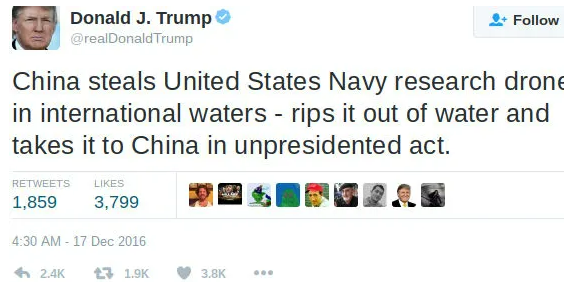 Donald J. Trump
@realDonaldTrump
Follow
China steals United States Navy research drone
in international waters - rips it out of water and
takes it to China in unpresidented act.
RETWEETS LIKES
1,859 3,799
4:30 AM - 17 Dec 2016
2.4K 1.9K 3.8K